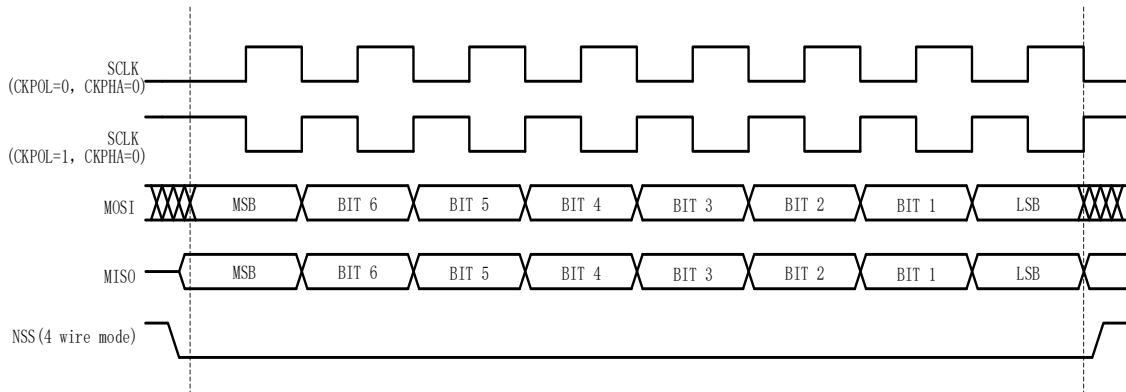 SCLK
(CKPOL=0, CKPHA=0)
SCLK
(CKPOL=1, CKPHA=0)
MOSI MSB BIT 6 BIT 5 BIT 4 BIT 3 BIT 2 BIT 1 LSB
MISO MSB BIT 6 BIT 5 BIT 4 BIT 3 BIT 2 BIT 1 LSB
NSS(4 wire mode)